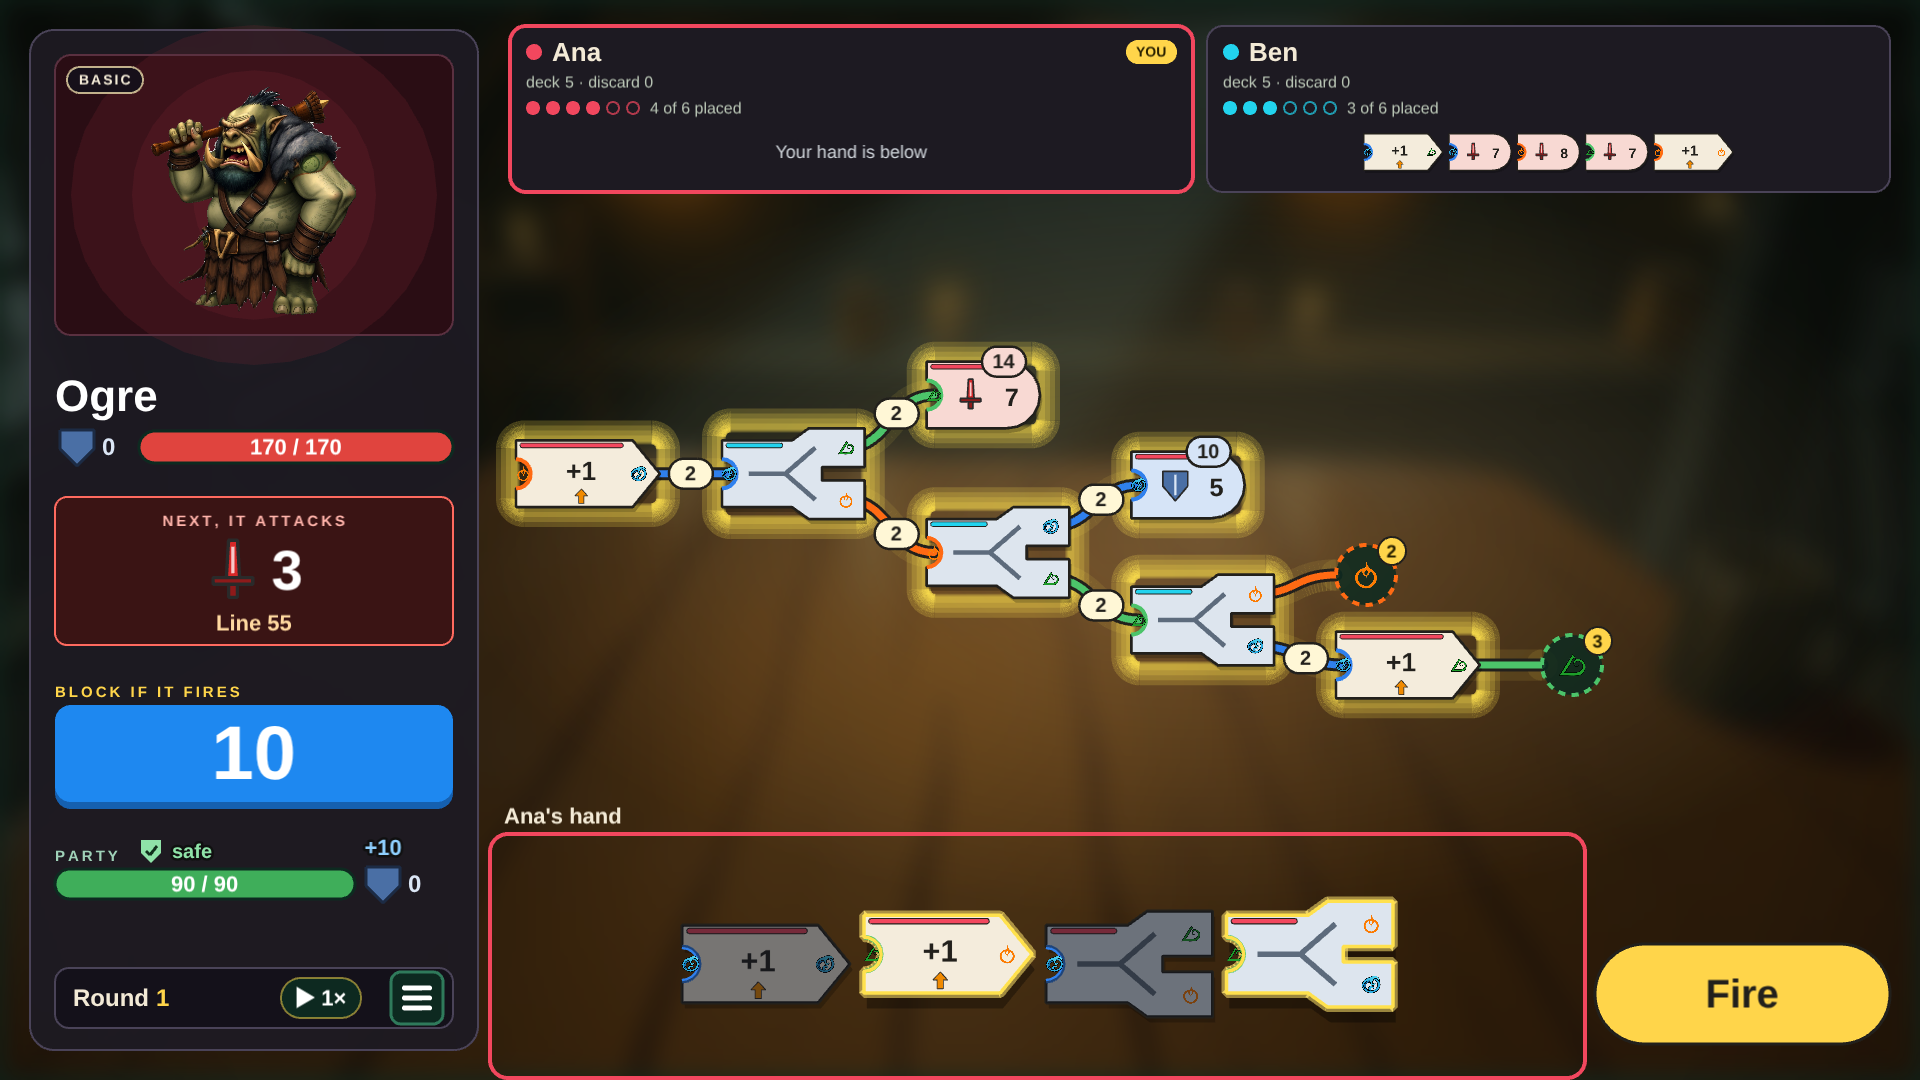 BASIC
Ogre
0
170 / 170
NEXT, IT ATTACKS
3
Line 55
BLOCK IF IT FIRES
10
PARTY
safe
+10
90 / 90
0
Round 1
1×
Ana
YOU
deck 5 · discard 0
4 of 6 placed
Your hand is below
Ben
deck 5 · discard 0
3 of 6 placed
+1
7
8
7
+1
14
2
7
+1
2
10
2
2
5
2
2
3
2
+1
Ana's hand
+1
+1
Fire